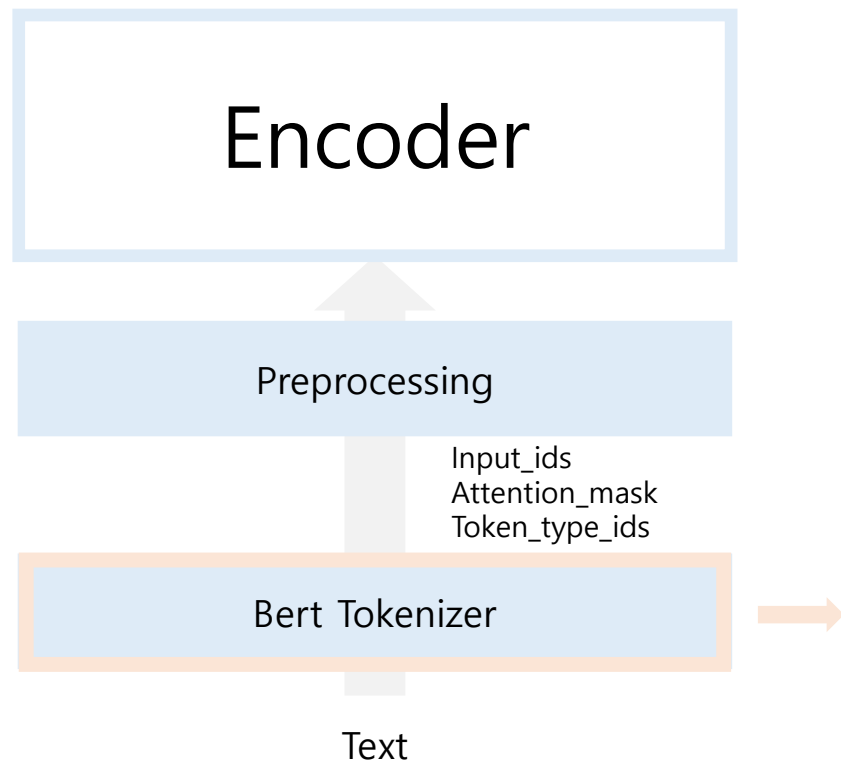 Encoder
Preprocessing
Input_ids
Attention_mask
Token_type_ids
Bert Tokenizer
Text